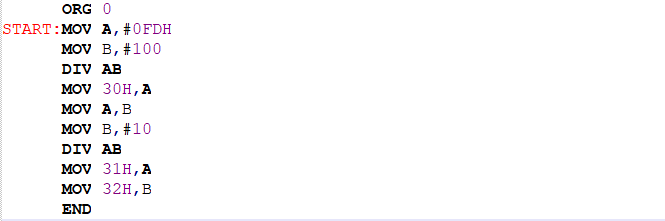 ORG 0
START:MOV A,#0FDH
MOV B,#100
DIV AB
MOV 30H,A
MOV A,B
MOV B,#10
DIV AB
MOV 31H,A
MOV 32H,B
END